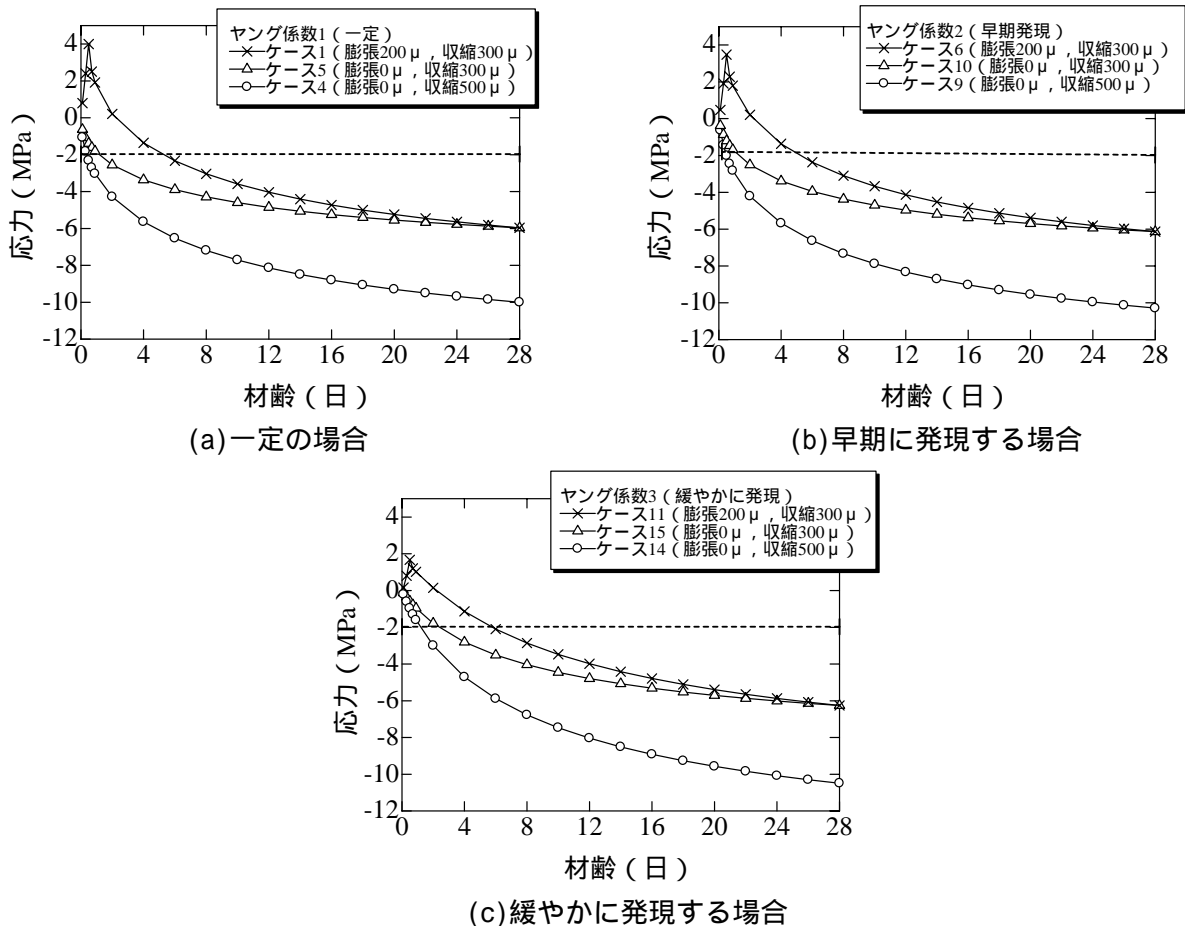 ヤング係数1（一定）
ケース1（膨張200μ，収縮300μ）
ケース5（膨張0μ，収縮300μ）
ケース4（膨張0μ，収縮500μ）
4
2
0
-2
-4
-6
-8
-10
-12
応力（MPa）
0 4 8 12 16 20 24 28
材齢（日）
(a)一定の場合
ヤング係数2（早期発現）
ケース6（膨張200μ，収縮300μ）
ケース10（膨張0μ，収縮300μ）
ケース9（膨張0μ，収縮500μ）
4
2
0
-2
-4
-6
-8
-10
-12
応力（MPa）
0 4 8 12 16 20 24 28
材齢（日）
(b)早期に発現する場合
ヤング係数3（緩やかに発現）
ケース11（膨張200μ，収縮300μ）
ケース15（膨張0μ，収縮300μ）
ケース14（膨張0μ，収縮500μ）
4
2
0
-2
-4
-6
-8
-10
-12
応力（MPa）
0 4 8 12 16 20 24 28
材齢（日）
(c)緩やかに発現する場合